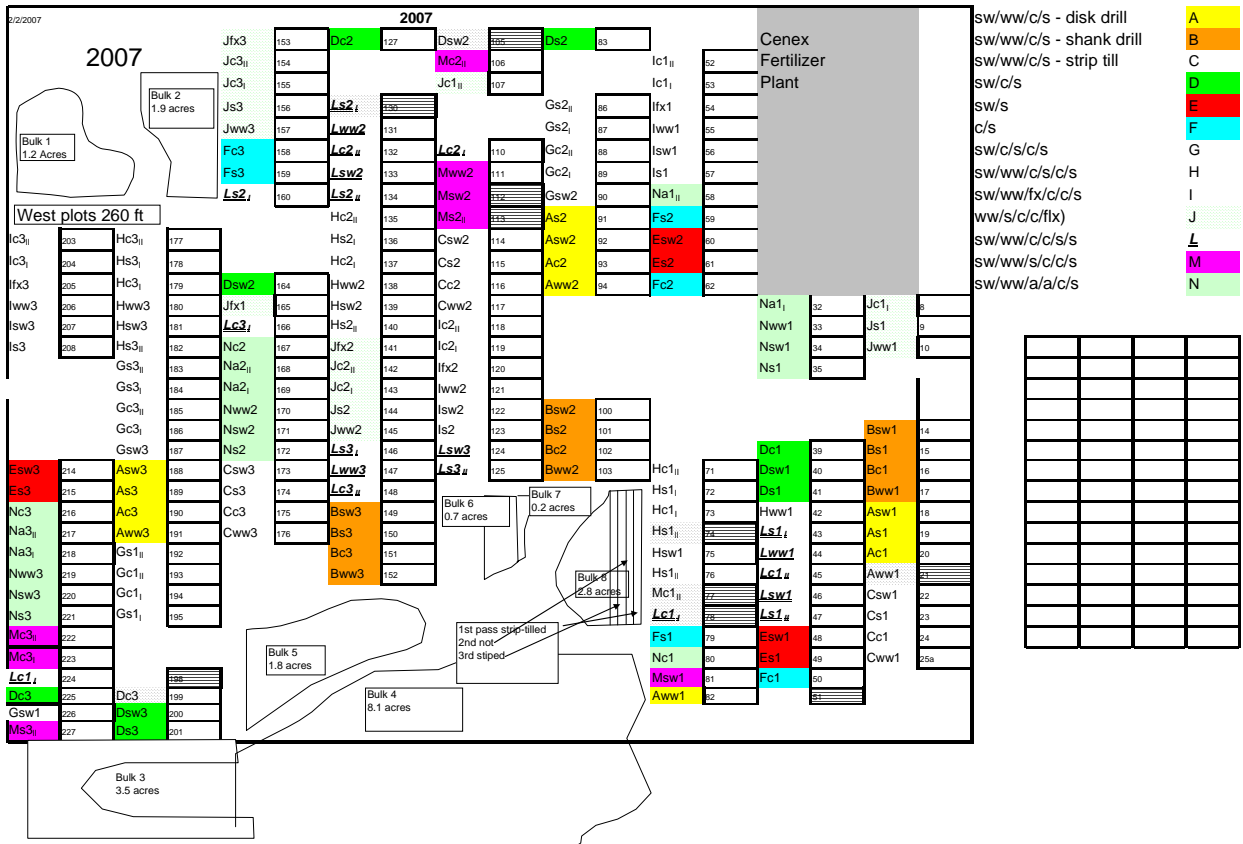 2/2/2007
2007
2007
sw/ww/c/s - disk drill A
sw/ww/c/s - shank drill B
sw/ww/c/s - strip till C
sw/c/s D
sw/s E
c/s F
sw/c/s/c/s G
sw/ww/c/s/c/s H
sw/ww/fx/c/c/s I
ww/s/c/c/flx) J
sw/ww/c/c/s/s L
sw/ww/s/c/c/s M
sw/ww/a/a/c/s N
Cenex
Fertilizer
Plant
Bulk 1
1.2 Acres
Bulk 2
1.9 acres
West plots 260 ft
Jfx3 153 Dc2 127 Dsw2 105 Ds2 83
Jc3II 154 Mc2II 106 Ic1II 52
Jc3I 155 Jc1II 107 Ic1I 53
Js3 156 Ls2I 130 Gs2II 86 Ifx1 54
Jww3 157 Lww2 131 Gs2I 87 Iww1 55
Fc3 158 Lc2II 132 Lc2I 110 Gc2II 88 Isw1 56
Fs3 159 Lsw2 133 Mww2 111 Gc2I 89 Is1 57
Ls2I 160 Ls2II 134 Msw2 112 Gsw2 90 Na1II 58
Hc2II 135 Ms2II 113 As2 91 Fs2 59
Ic3II 203 Hc3II 177 Hs2I 136 Csw2 114 Asw2 92 Esw2 60
Ic3I 204 Hs3I 178 Hc2I 137 Cs2 115 Ac2 93 Es2 61
Ifx3 205 Hc3I 179 Dsw2 164 Hww2 138 Cc2 116 Aww2 94 Fc2 62
Iww3 206 Hww3 180 Jfx1 165 Hsw2 139 Cww2 117 Na1I 32 Jc1I 8
Isw3 207 Hsw3 181 Lc3I 166 Hs2II 140 Ic2II 118 Nww1 33 Js1 9
Is3 208 Hs3II 182 Nc2 167 Jfx2 141 Ic2I 119 Nsw1 34 Jww1 10
Gs3II 183 Na2II 168 Jc2II 142 Ifx2 120 Ns1 35
Gs3I 184 Na2I 169 Jc2I 143 Iww2 121
Gc3II 185 Nww2 170 Js2 144 Isw2 122 Bsw2 100
Gc3I 186 Nsw2 171 Jww2 145 Is2 123 Bs2 101 Bsw1 14
Gsw3 187 Ns2 172 Ls3I 146 Lsw3 124 Bc2 102 Dc1 39 Bs1 15
Esw3 214 Asw3 188 Csw3 173 Lww3 147 Ls3II 125 Bww2 103 Hc1II 71 Dsw1 40 Bc1 16
Es3 215 As3 189 Cs3 174 Lc3II 148 Hs1I 72 Ds1 41 Bww1 17
Nc3 216 Ac3 190 Cc3 175 Bsw3 149 Hc1I 73 Hww1 42 Asw1 18
Na3II 217 Aww3 191 Cww3 176 Bs3 150 Hs1II 74 Ls1I 43 As1 19
Na3I 218 Gs1II 192 Bc3 151 Hsw1 75 Lww1 44 Ac1 20
Nww3 219 Gc1II 193 Bww3 152 Hs1II 76 Lc1II 45 Aww1 21
Nsw3 220 Gc1I 194 Mc1II 77 Lsw1 46 Csw1 22
Ns3 221 Gs1I 195 Lc1I 78 Ls1II 47 Cs1 23
Mc3II 222 Fs1 79 Esw1 48 Cc1 24
Mc3I 223 Nc1 80 Es1 49 Cww1 25a
Lc1I 224 198 Msw1 81 Fc1 50
Dc3 225 Dc3 199 Aww1 82 51
Gsw1 226 Dsw3 200
Ms3II 227 Ds3 201
Bulk 6
0.7 acres
Bulk 7
0.2 acres
Bulk 8
2.8 acres
1st pass strip-tilled
2nd not
3rd stiped
Bulk 5
1.8 acres
Bulk 4
8.1 acres
Bulk 3
3.5 acres